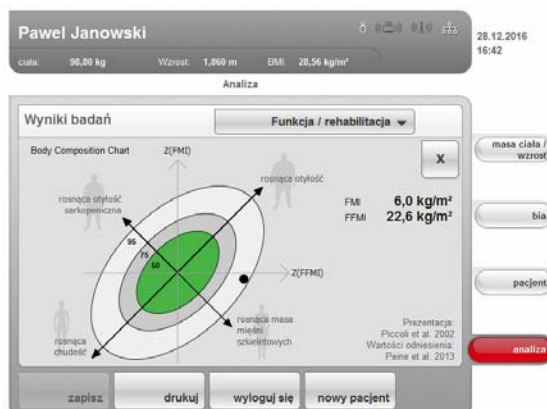 Pawel Janowski
28.12.2016
16:42
ciała: 98,80 kg Wzrost: 1,860 m BMI: 28,56 kg/m²
Analiza
Wyniki badań
Funkcja / rehabilitacja
Body Composition Chart
Z(FMI)
X
masa ciała /
wzrost
rosnąca otyłość
sarkopeniczna
rosnąca otyłość
FMI 6,0 kg/m²
FFMI 22,6 kg/m²
bia
95
75
50
Z(FFMI)
pacjent
rosnąca
chudość
rosnąca masa
mięśni
szkieletowych
Prezentacja:
Piccoli et al. 2002
Wartości odniesienia:
Peine et al. 2013
analiza
zapisz
drukuj
wyloguj się
nowy pacjent